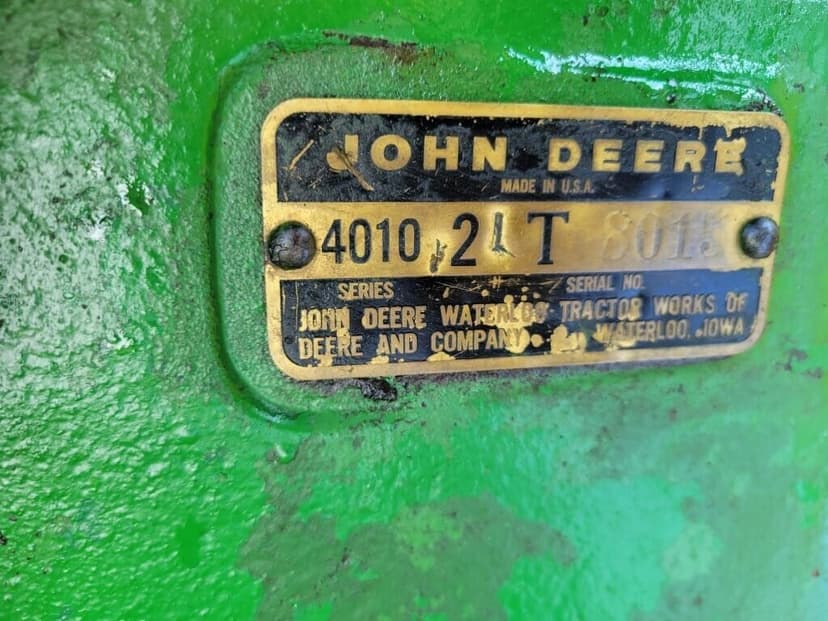 JOHN DEERE
MADE IN U.S.A.
4010 2 T 8015
SERIES SERIAL NO.
JOHN DEERE WATERLOO TRACTOR WORKS OF
DEERE AND COMPANY WATERLOO, IOWA